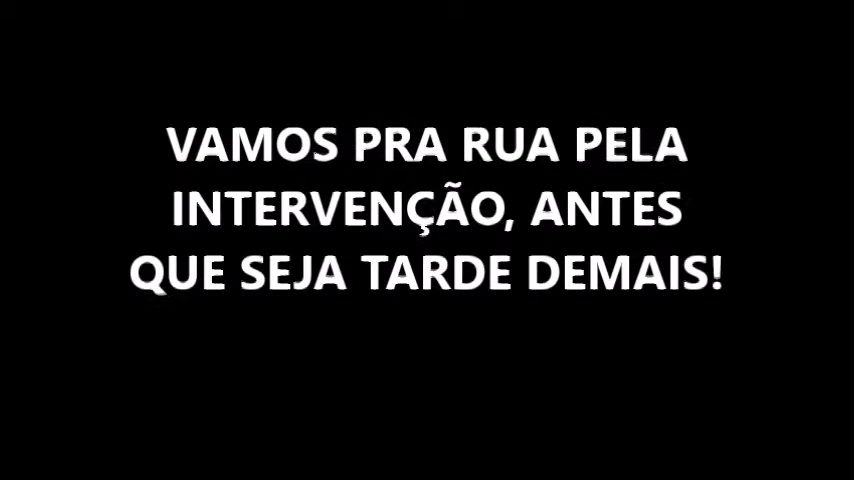 VAMOS PRA RUA PELA
INTERVENÇÃO, ANTES
QUE SEJA TARDE DEMAIS!